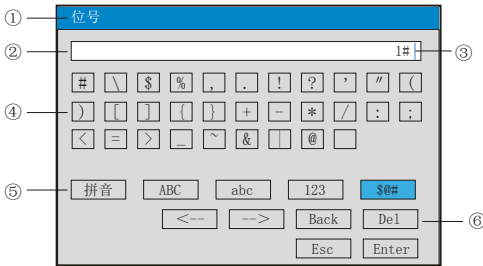 ① 位号
② 1# ③
# \ $ % , . ! ? ' " (
④ ) [ ] { } + - * / : ;
< = > _ ~ & | @
⑤ 拼音 ABC abc 123 $@#
<-- --> Back Del ⑥
Esc Enter